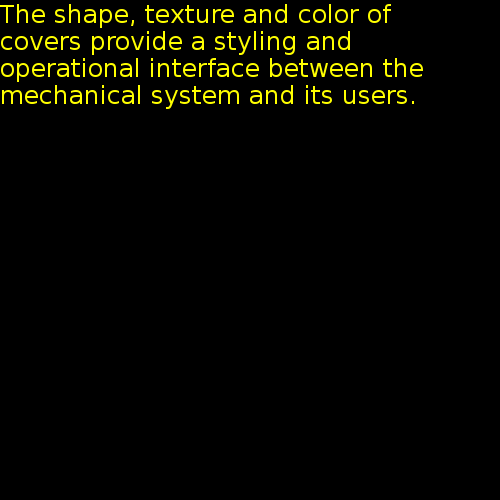 The shape, texture and color of
covers provide a styling and
operational interface between the
mechanical system and its users.